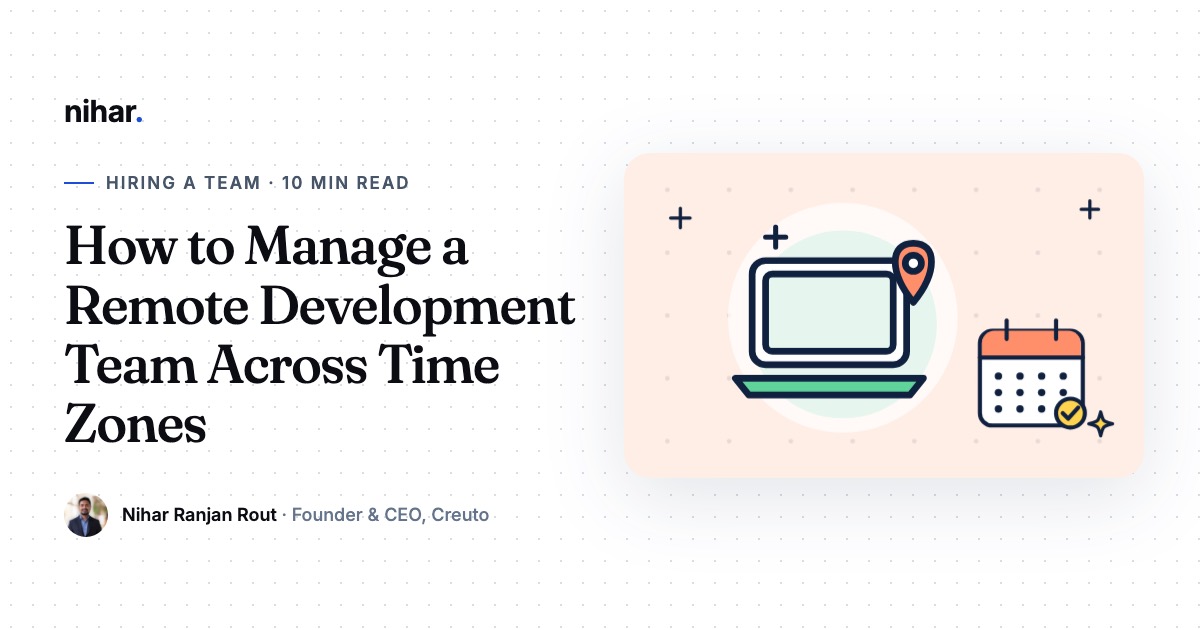 nihar.
HIRING A TEAM · 10 MIN READ
How to Manage a
Remote Development
Team Across Time
Zones
Nihar Ranjan Rout · Founder & CEO, Creuto